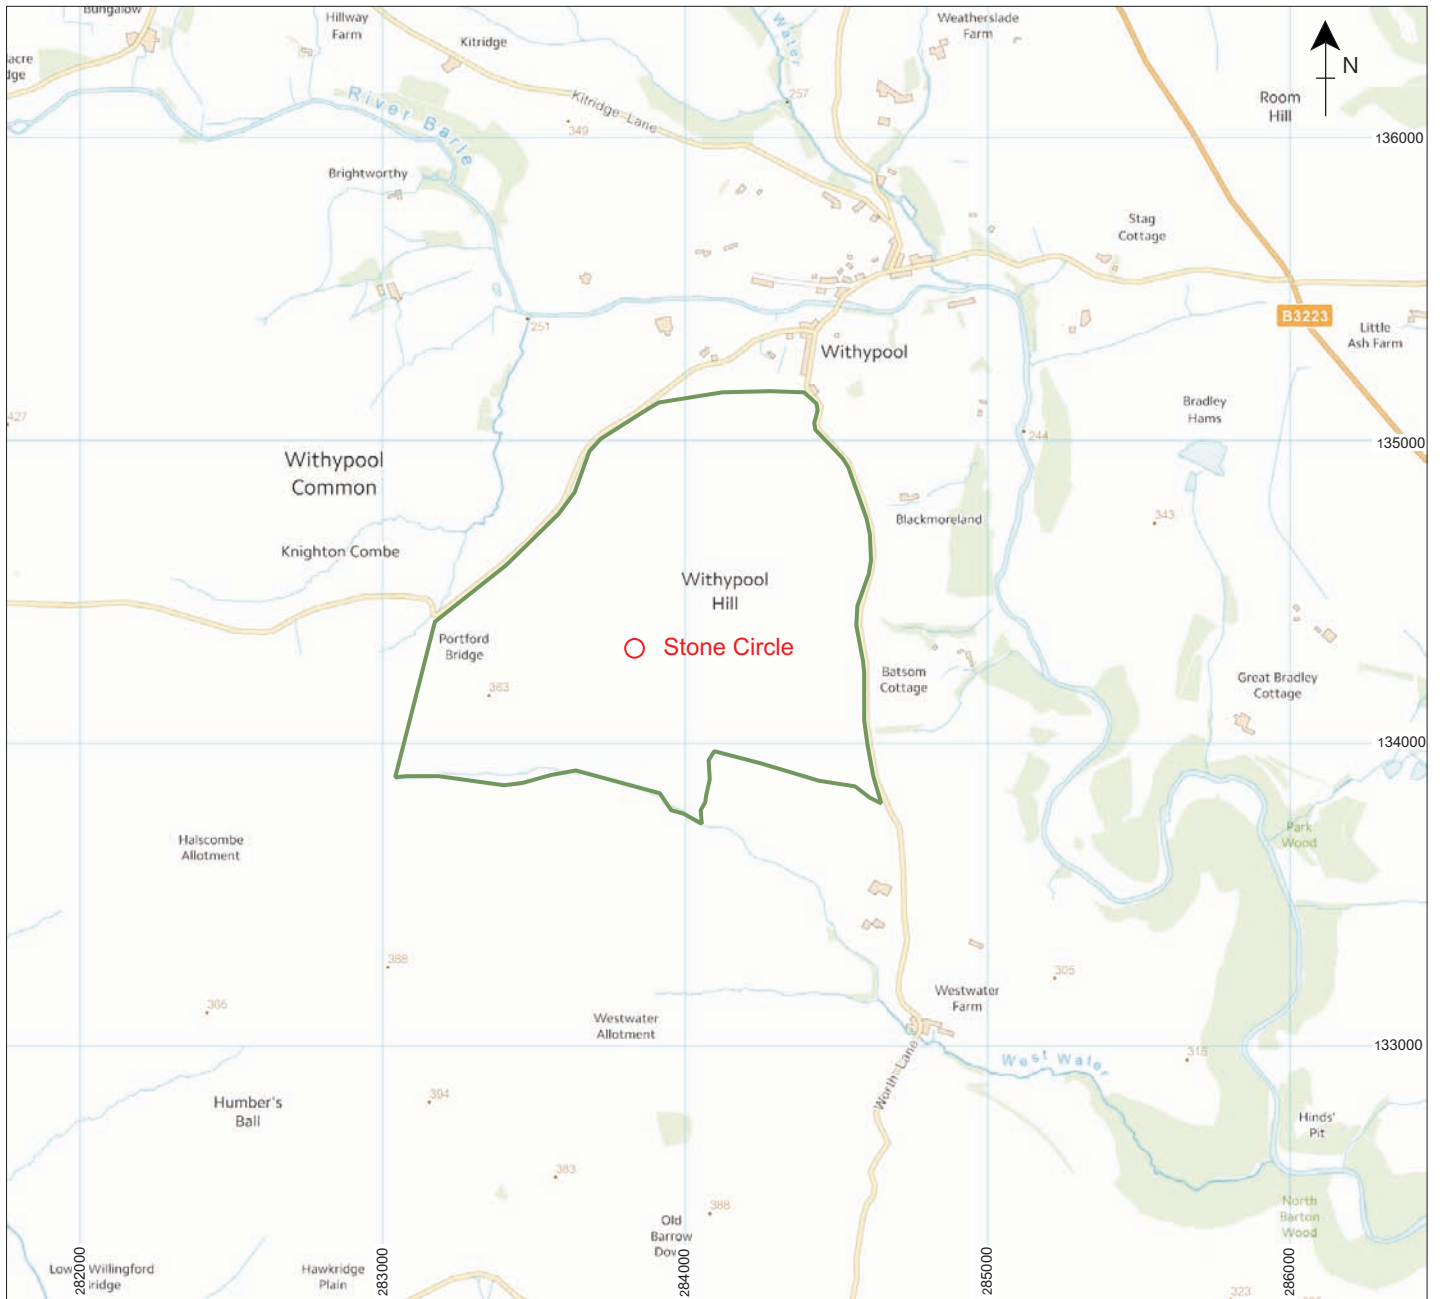 Bungalow
Hillway
Farm
Kitridge
Water
Weatherslade
Farm
N
acre
dge
257
Room
Hill
River Barle
Kitridge Lane
349
136000
Brightworthy
Stag
Cottage
251
B3223
Little
Ash Farm
Withypool
427
Bradley
Hams
244
135000
Withypool
Common
343
Blackmoreland
Knighton Combe
Withypool
Hill
Portford
Bridge
Stone Circle
363
Batsom
Cottage
Great Bradley
Cottage
134000
Halscombe
Allotment
Park
Wood
388
305
365
Westwater
Farm
Westwater
Allotment
133000
West Water
315
Worth Lane
394
Humber's
Ball
Hinds'
Pit
383
388
North
Barton
Wood
Old
Barrow
Down
Hawkridge
Plain
Willingford
282000
283000
284000
285000
286000
323